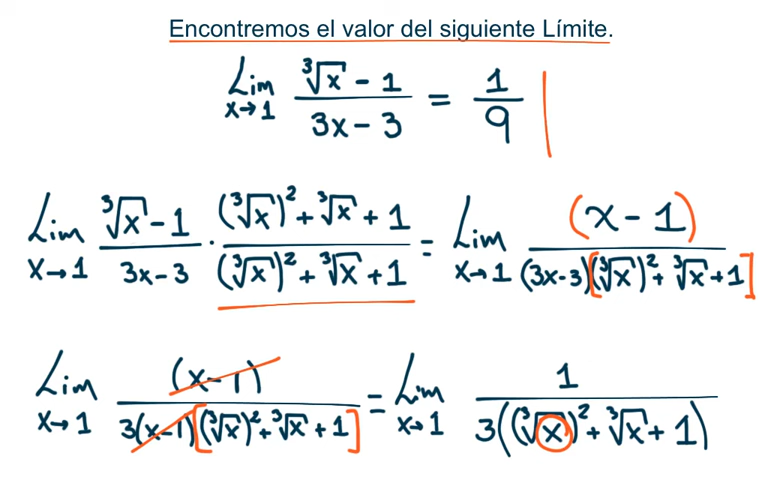 Encontremos el valor del siguiente Límite.
Lim x→1 (∛x - 1)/(3x - 3) = 1/9
Lim x→1 (∛x - 1)/(3x - 3) · ((∛x)² + ∛x + 1)/((∛x)² + ∛x + 1) = Lim x→1 (x - 1)/((3x - 3)[(∛x)² + ∛x + 1])
Lim x→1 (x - 1)/(3(x - 1)[(∛x)² + ∛x + 1]) = Lim x→1 1/(3((∛x)² + ∛x + 1))